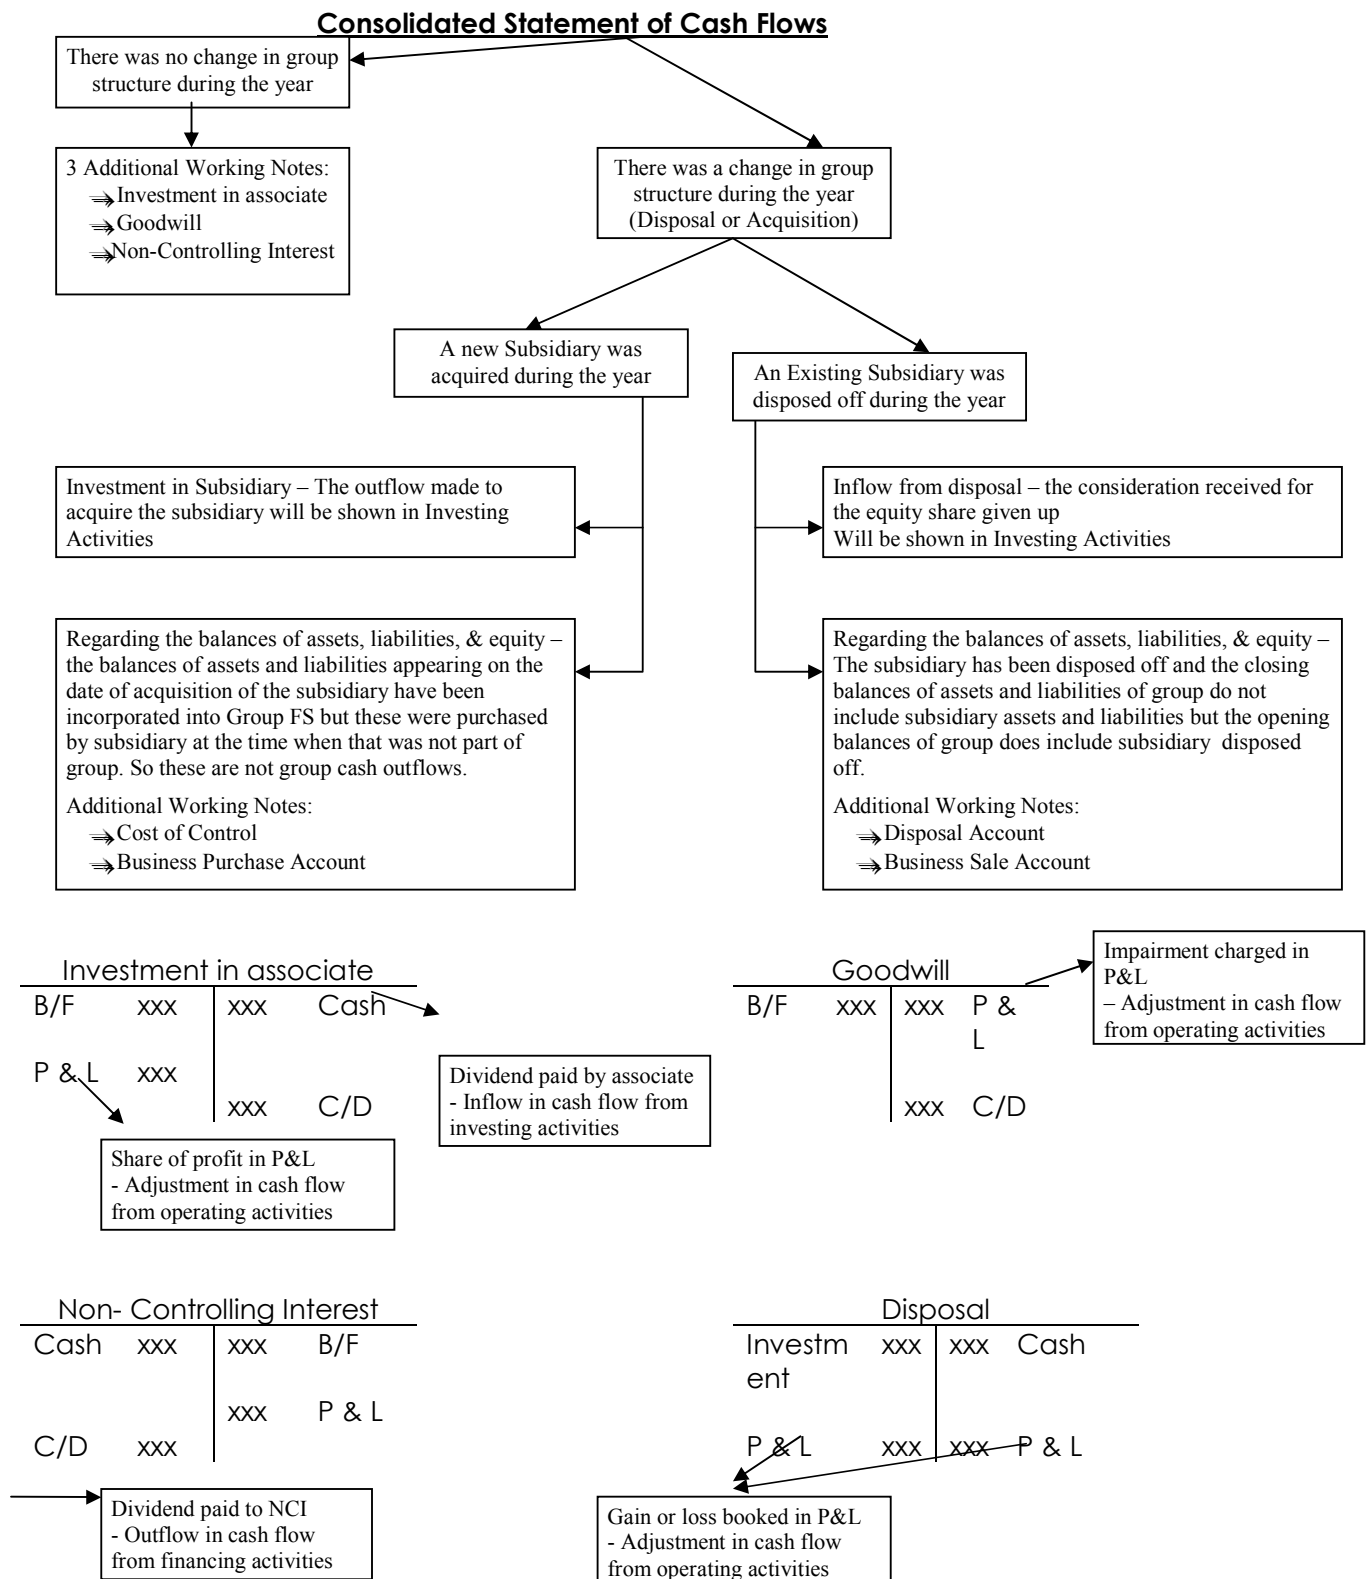 Consolidated Statement of Cash Flows
There was no change in group
structure during the year
3 Additional Working Notes:
Investment in associate
Goodwill
Non-Controlling Interest
There was a change in group
structure during the year
(Disposal or Acquisition)
A new Subsidiary was
acquired during the year
An Existing Subsidiary was
disposed off during the year
Investment in Subsidiary – The outflow made to
acquire the subsidiary will be shown in Investing
Activities
Inflow from disposal – the consideration received for
the equity share given up
Will be shown in Investing Activities
Regarding the balances of assets, liabilities, & equity –
the balances of assets and liabilities appearing on the
date of acquisition of the subsidiary have been
incorporated into Group FS but these were purchased
by subsidiary at the time when that was not part of
group. So these are not group cash outflows.
Additional Working Notes:
Cost of Control
Business Purchase Account
Regarding the balances of assets, liabilities, & equity –
The subsidiary has been disposed off and the closing
balances of assets and liabilities of group do not
include subsidiary assets and liabilities but the opening
balances of group does include subsidiary disposed
off.
Additional Working Notes:
Disposal Account
Business Sale Account
Investment in associate
B/F xxx xxx Cash
P & L xxx
xxx C/D
Dividend paid by associate
- Inflow in cash flow from
investing activities
Share of profit in P&L
- Adjustment in cash flow
from operating activities
Goodwill
B/F xxx xxx P &
L
xxx C/D
Impairment charged in
P&L
– Adjustment in cash flow
from operating activities
Non- Controlling Interest
Cash xxx xxx B/F
xxx P & L
C/D xxx
Dividend paid to NCI
- Outflow in cash flow
from financing activities
Disposal
Investm xxx xxx Cash
ent
P & L xxx xxx P & L
Gain or loss booked in P&L
- Adjustment in cash flow
from operating activities